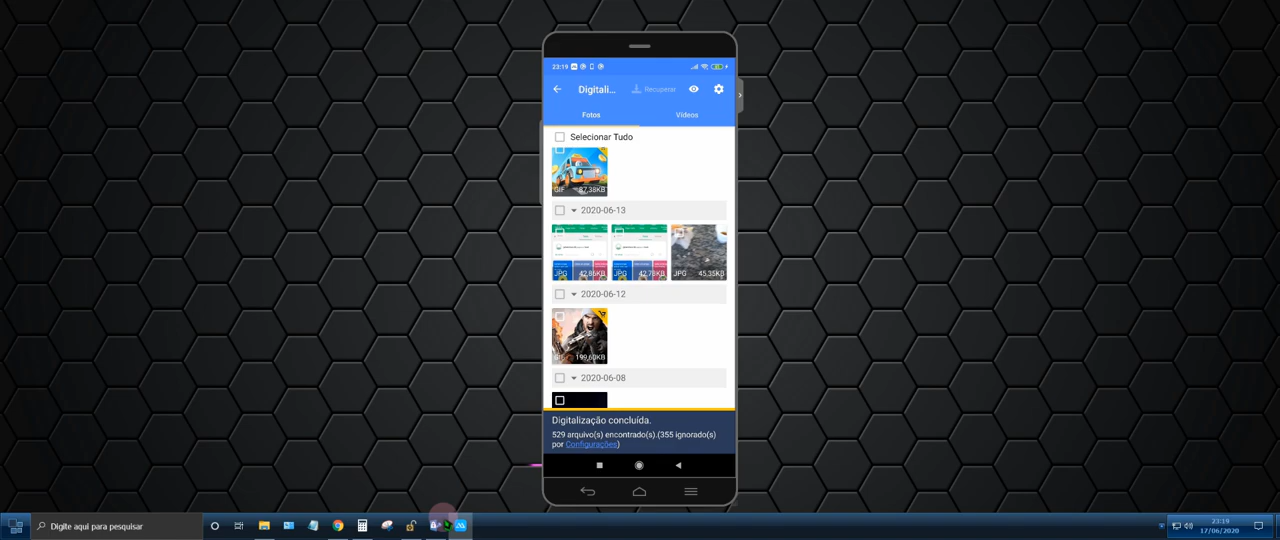 23:19
Digitali...
Recuperar
Fotos
Vídeos
Selecionar Tudo
GIF 87,38KB
2020-06-13
JPG 42,86KB
JPG 42,78KB
JPG 45,35KB
2020-06-12
GIF 199,60KB
2020-06-08
Digitalização concluída.
529 arquivo(s) encontrado(s).(355 ignorado(s)
por Configurações)
Digite aqui para pesquisar
23:19
17/06/2020